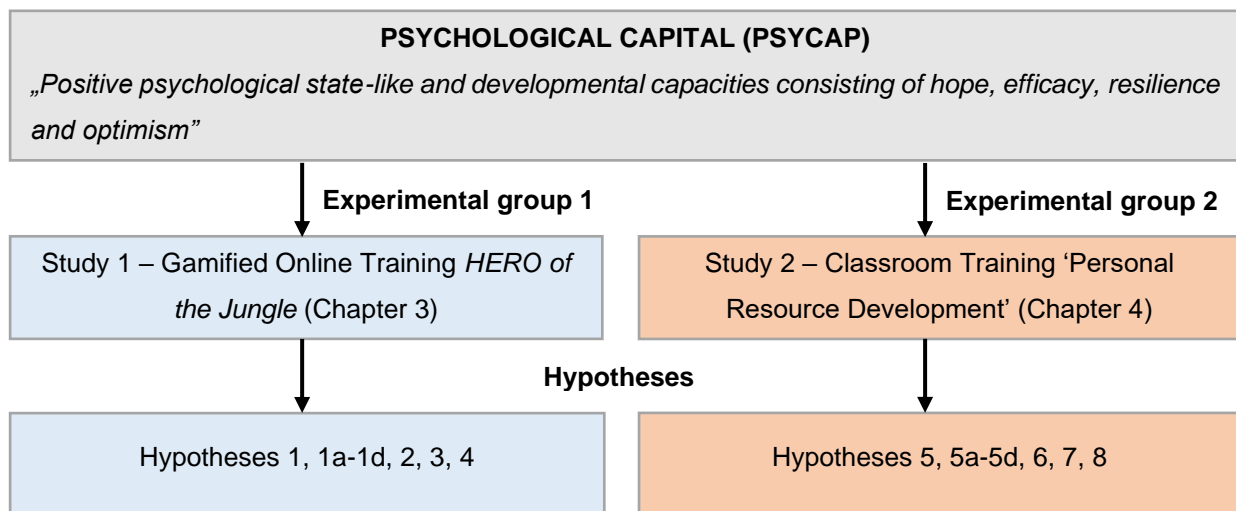 PSYCHOLOGICAL CAPITAL (PSYCAP)
„Positive psychological state-like and developmental capacities consisting of hope, efficacy, resilience
and optimism”
Experimental group 1
Experimental group 2
Study 1 – Gamified Online Training HERO of
the Jungle (Chapter 3)
Study 2 – Classroom Training ‘Personal
Resource Development’ (Chapter 4)
Hypotheses
Hypotheses 1, 1a-1d, 2, 3, 4
Hypotheses 5, 5a-5d, 6, 7, 8